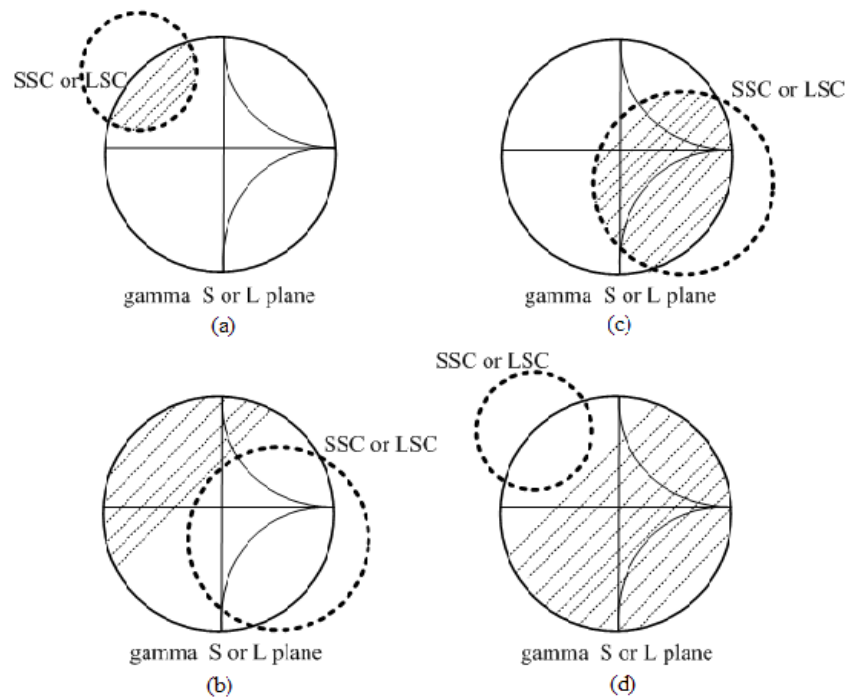 SSC or LSC
gamma S or L plane
(a)
SSC or LSC
gamma S or L plane
(c)
SSC or LSC
gamma S or L plane
(b)
SSC or LSC
gamma S or L plane
(d)